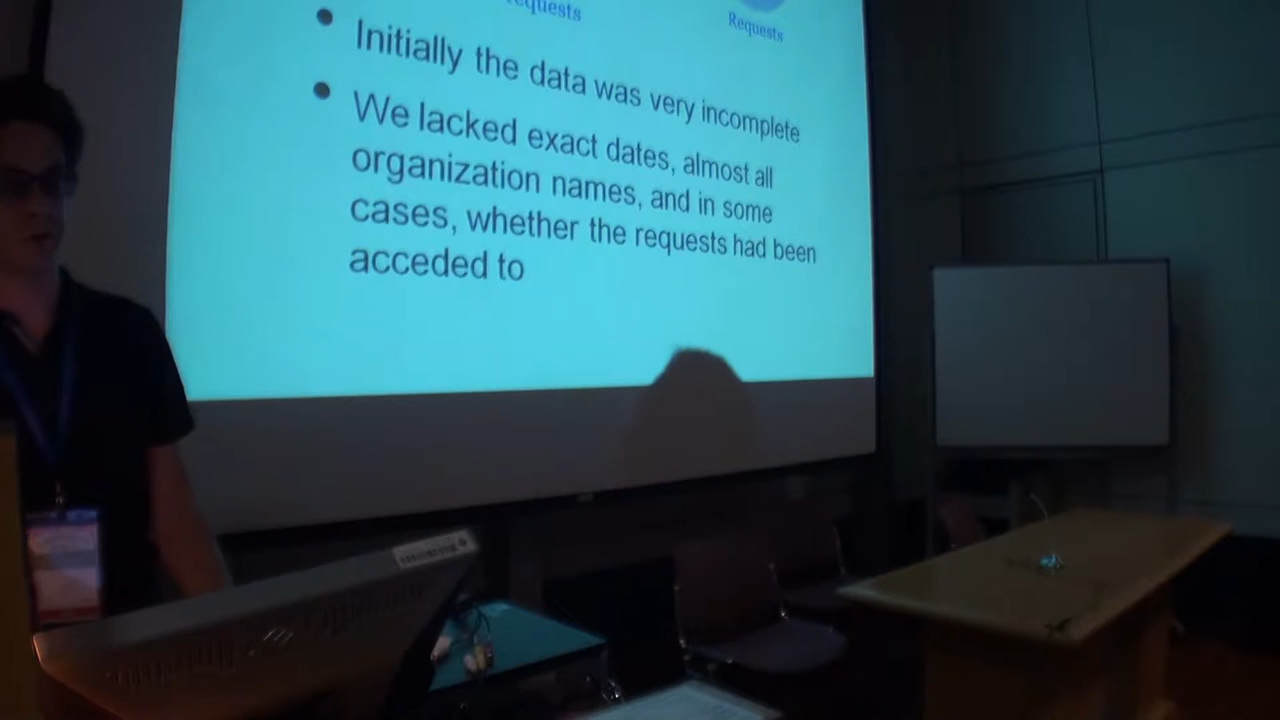 Requests
Initially the data was very incomplete
We lacked exact dates, almost all
organization names, and in some
cases, whether the requests had been
acceded to